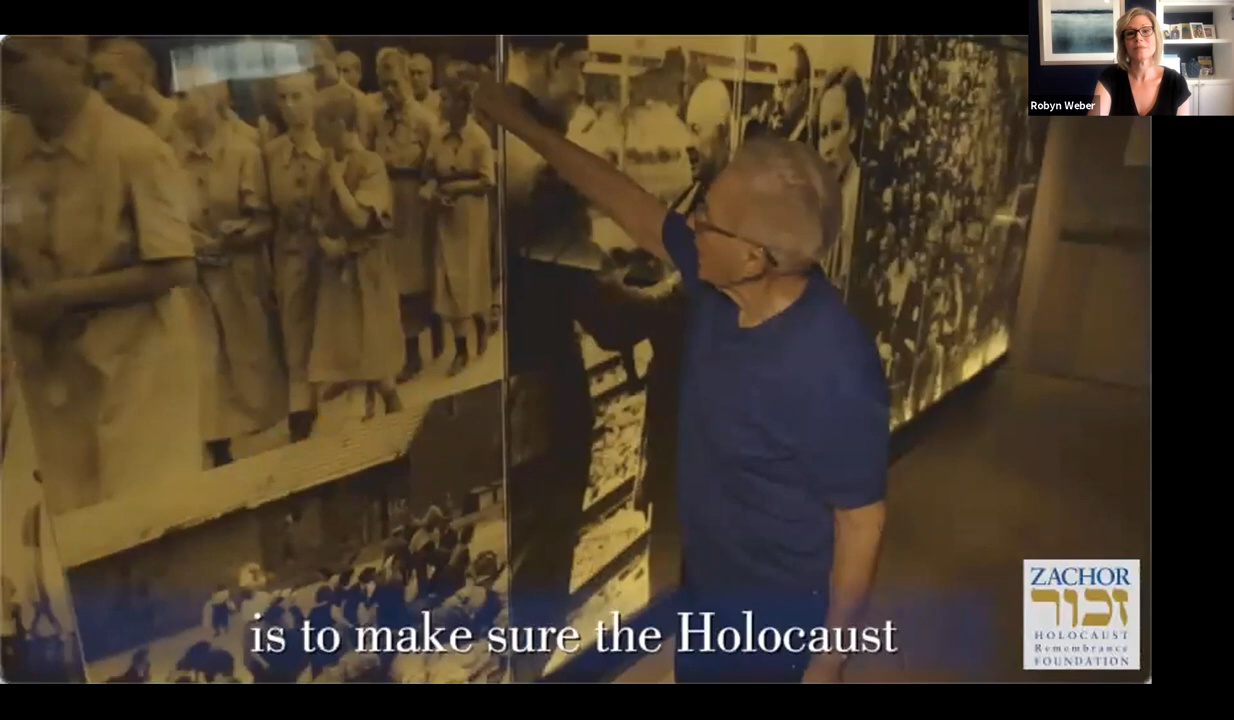 Robyn Weber
is to make sure the Holocaust
ZACHOR
זכור
HOLOCAUST
Remembrance
FOUNDATION